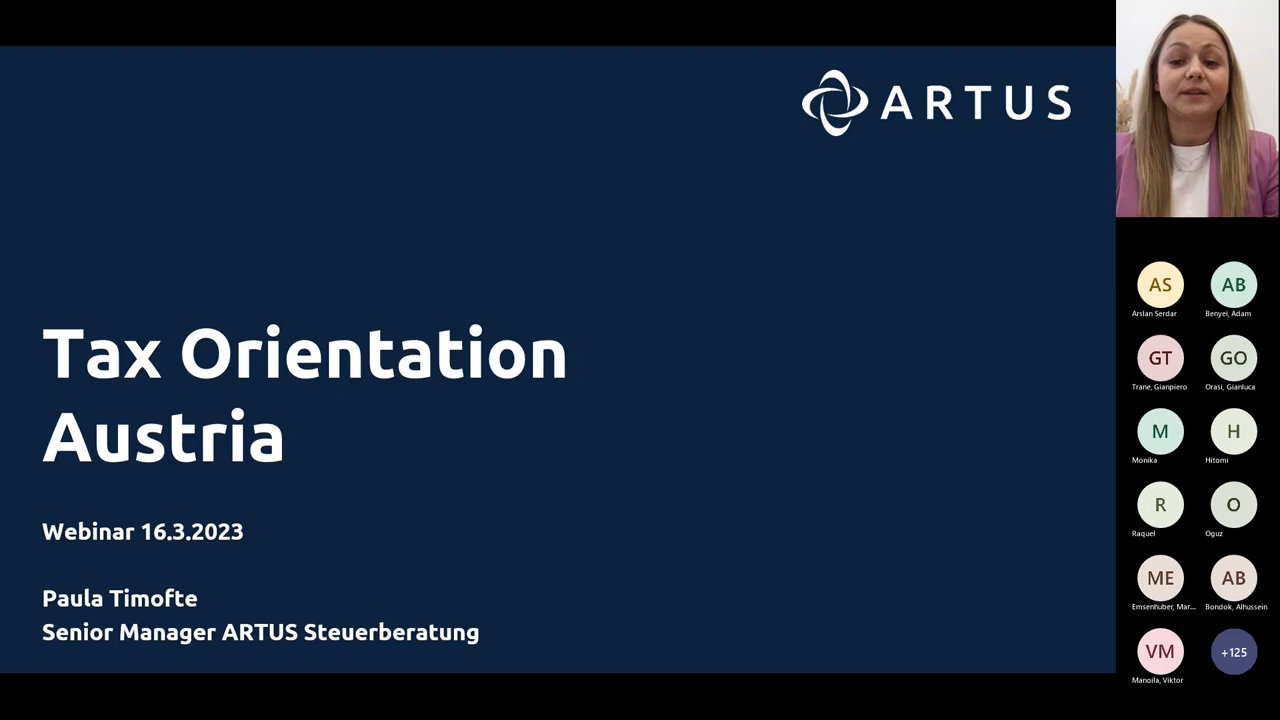 ARTUS
Tax Orientation
Austria
Webinar 16.3.2023
Paula Timofte
Senior Manager ARTUS Steuerberatung
AS
AB
Arslan Serdar
Benyei, Adam
GT
GO
Trane, Gianpiero
Orasi, Gianluca
M
H
Monika
Hitomi
R
O
Raquel
Oguz
ME
AB
Emsenhuber, Mar...
Bondok, Alhussein
VM
+125
Manoila, Viktor